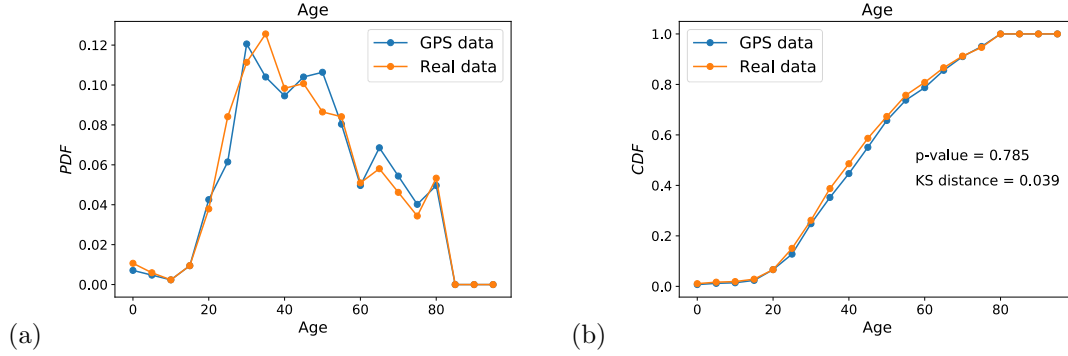 Age
GPS data
Real data
0.12
0.10
0.08
0.06
0.04
0.02
0.00
PDF
0
20
40
60
80
Age
(a)
Age
GPS data
Real data
1.0
0.8
0.6
0.4
0.2
0.0
CDF
p-value = 0.785
KS distance = 0.039
0
20
40
60
80
Age
(b)